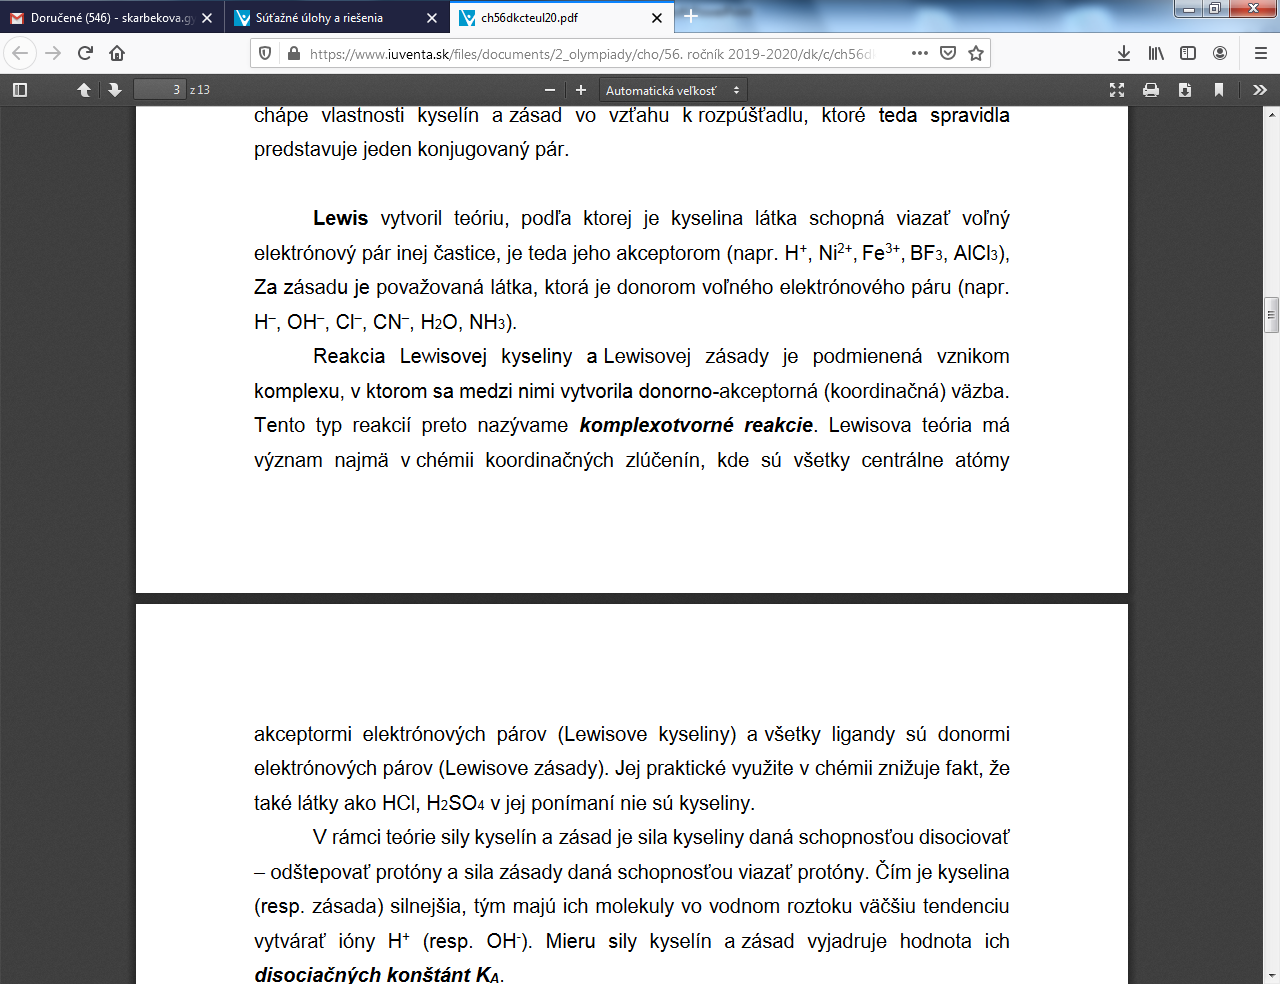 Doručené (546) - skarbekova.gy
Súťažné úlohy a riešenia
ch56dkcteul20.pdf
https://www.iuventa.sk/files/documents/2_olympiady/cho/56. ročník 2019-2020/dk/c/ch56d
3 z 13
Automatická veľkosť
chápe vlastnosti kyselín a zásad vo vzťahu k rozpúšťadlu, ktoré teda spravidla
predstavuje jeden konjugovaný pár.
Lewis vytvoril teóriu, podľa ktorej je kyselina látka schopná viazať voľný
elektrónový pár inej častice, je teda jeho akceptorom (napr. H⁺, Ni²⁺, Fe³⁺, BF₃, AlCl₃),
Za zásadu je považovaná látka, ktorá je donorom voľného elektrónového páru (napr.
H⁻, OH⁻, Cl⁻, CN⁻, H₂O, NH₃).
Reakcia Lewisovej kyseliny a Lewisovej zásady je podmienená vznikom
komplexu, v ktorom sa medzi nimi vytvorila donorno-akceptorná (koordinačná) väzba.
Tento typ reakcií preto nazývame komplexotvorné reakcie. Lewisova teória má
význam najmä v chémii koordinačných zlúčenín, kde sú všetky centrálne atómy
akceptormi elektrónových párov (Lewisove kyseliny) a všetky ligandy sú donormi
elektrónových párov (Lewisove zásady). Jej praktické využite v chémii znižuje fakt, že
také látky ako HCl, H₂SO₄ v jej ponímaní nie sú kyseliny.
V rámci teórie sily kyselín a zásad je sila kyseliny daná schopnosťou disociovať
– odštepovať protóny a sila zásady daná schopnosťou viazať protóny. Čím je kyselina
(resp. zásada) silnejšia, tým majú ich molekuly vo vodnom roztoku väčšiu tendenciu
vytvárať ióny H⁺ (resp. OH⁻). Mieru sily kyselín a zásad vyjadruje hodnota ich
disociačných konštánt K_A.